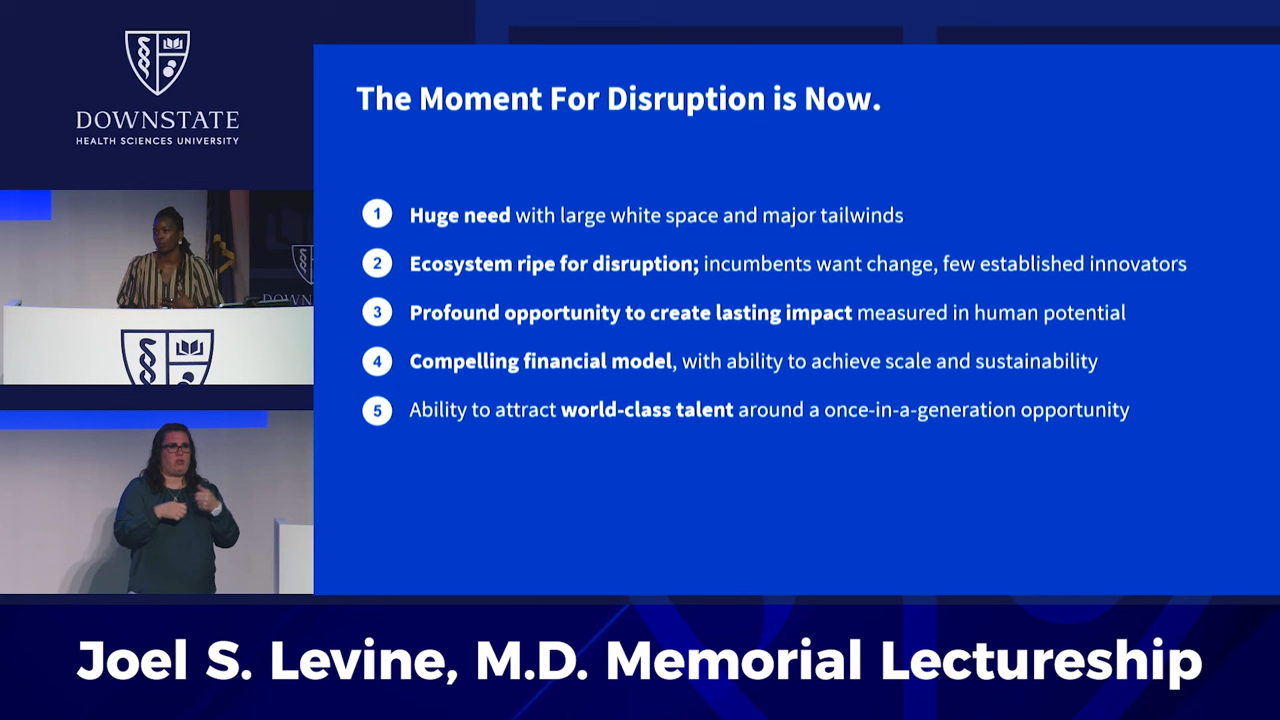 DOWNSTATE
HEALTH SCIENCES UNIVERSITY
The Moment For Disruption is Now.
1 Huge need with large white space and major tailwinds
2 Ecosystem ripe for disruption; incumbents want change, few established innovators
3 Profound opportunity to create lasting impact measured in human potential
4 Compelling financial model, with ability to achieve scale and sustainability
5 Ability to attract world-class talent around a once-in-a-generation opportunity
DOWN
Joel S. Levine, M.D. Memorial Lectureship